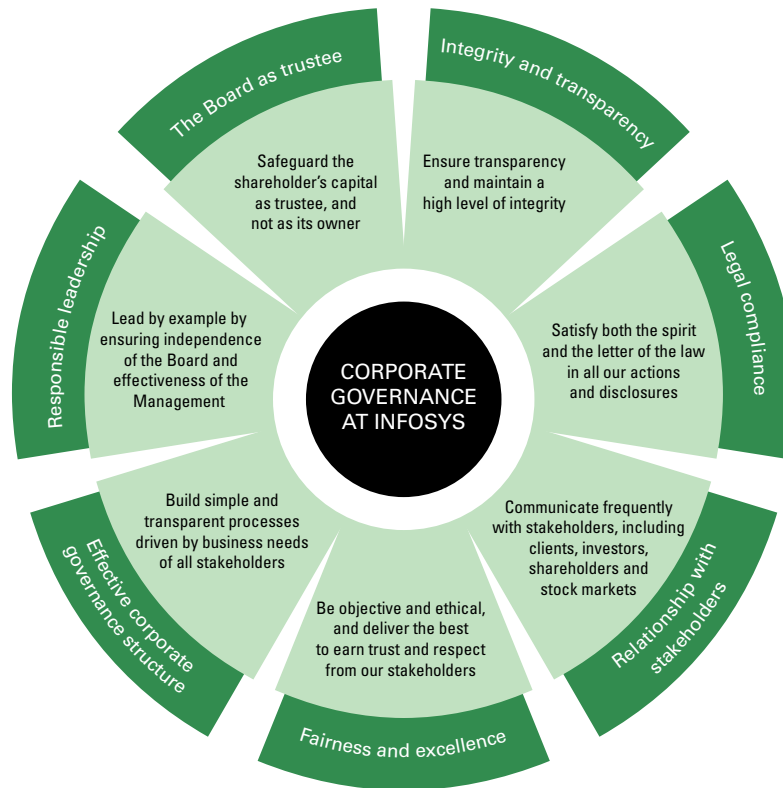 The Board as trustee
Safeguard the
shareholder’s capital
as trustee, and
not as its owner
Integrity and transparency
Ensure transparency
and maintain a
high level of integrity
Legal compliance
Satisfy both the spirit
and the letter of the law
in all our actions
and disclosures
Relationship with
stakeholders
Communicate frequently
with stakeholders, including
clients, investors,
shareholders and
stock markets
Fairness and excellence
Be objective and ethical,
and deliver the best
to earn trust and respect
from our stakeholders
Effective corporate
governance structure
Build simple and
transparent processes
driven by business needs
of all stakeholders
Responsible leadership
Lead by example by
ensuring independence
of the Board and
effectiveness of the
Management
CORPORATE
GOVERNANCE
AT INFOSYS